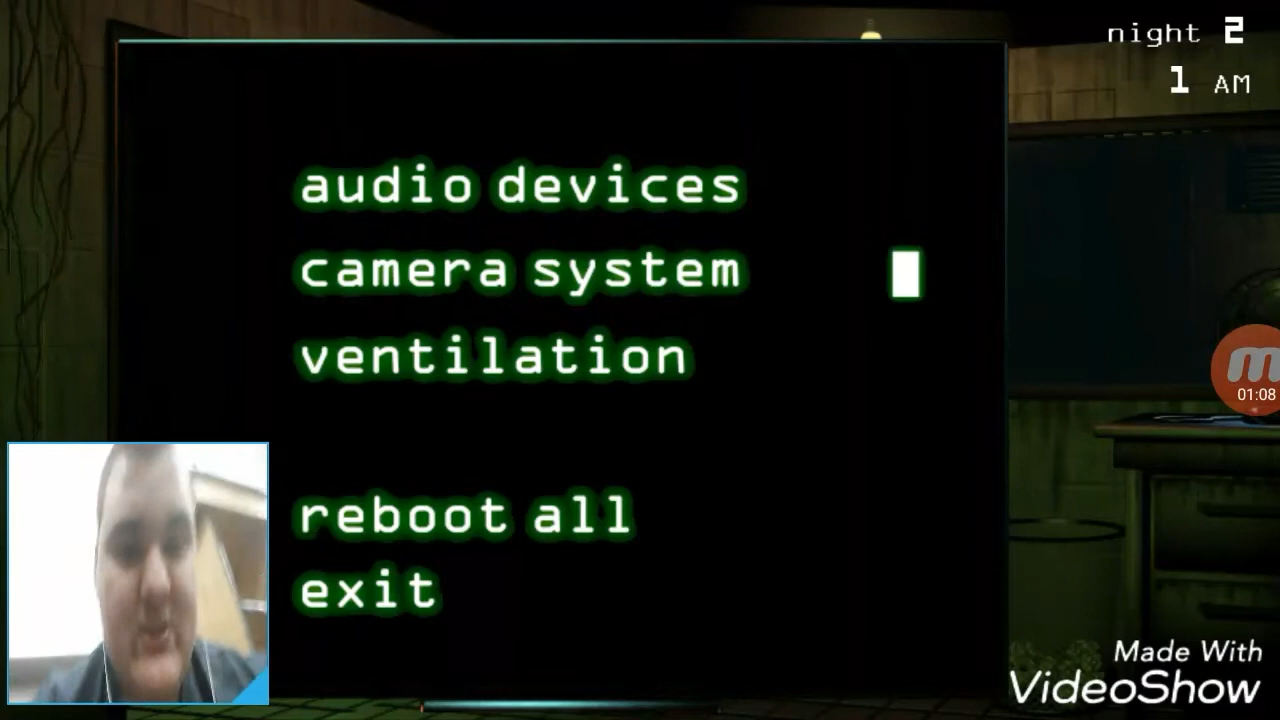 night 2
1 AM
audio devices
camera system
ventilation
reboot all
exit
m
01:08
Made With
VideoShow